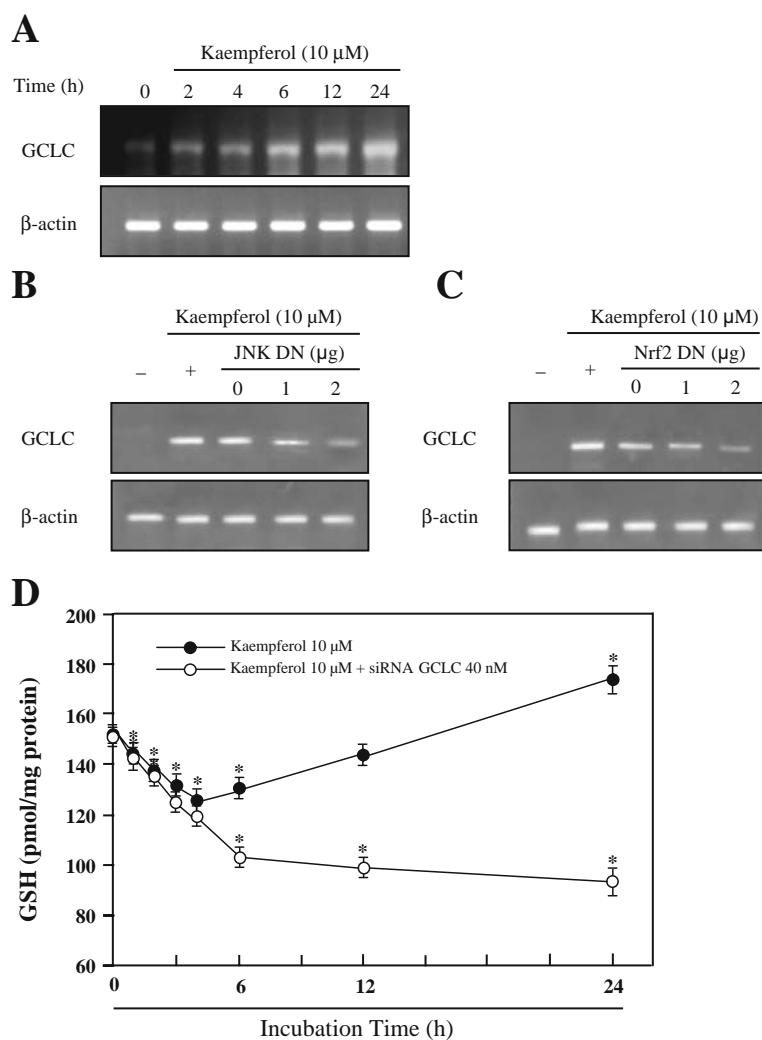 A
Kaempferol (10 µM)
Time (h) 0 2 4 6 12 24
GCLC
β-actin
B
Kaempferol (10 µM)
JNK DN (µg)
– + 0 1 2
GCLC
β-actin
C
Kaempferol (10 µM)
Nrf2 DN (µg)
– + 0 1 2
GCLC
β-actin
D
Kaempferol 10 µM
Kaempferol 10 µM + siRNA GCLC 40 nM
GSH (pmol/mg protein)
200
180
160
140
120
100
80
60
* * * * * * * * *
0 6 12 24
Incubation Time (h)